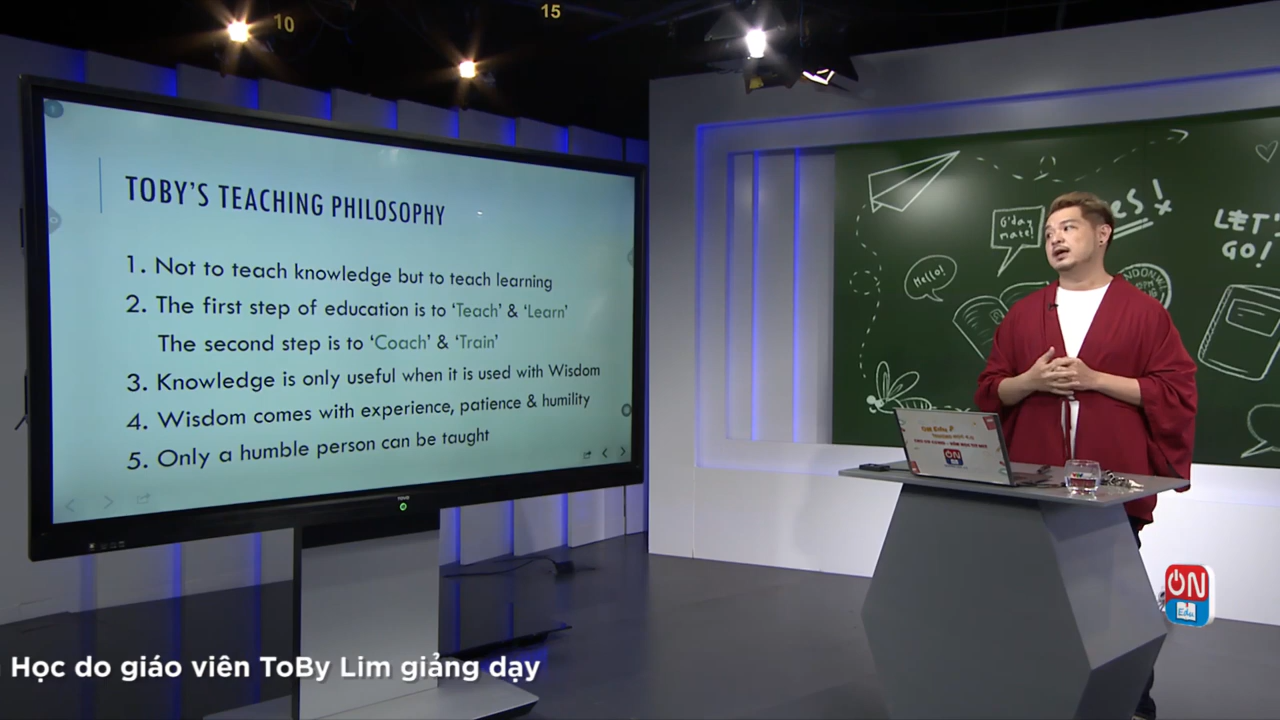 10
15
TOBY'S TEACHING PHILOSOPHY
1. Not to teach knowledge but to teach learning
2. The first step of education is to 'Teach' & 'Learn'
The second step is to 'Coach' & 'Train'
3. Knowledge is only useful when it is used with Wisdom
4. Wisdom comes with experience, patience & humility
5. Only a humble person can be taught
G'day
mate!
Hello!
LET'S
GO!
ON
ON
Edu
Học do giáo viên ToBy Lim giảng dạy